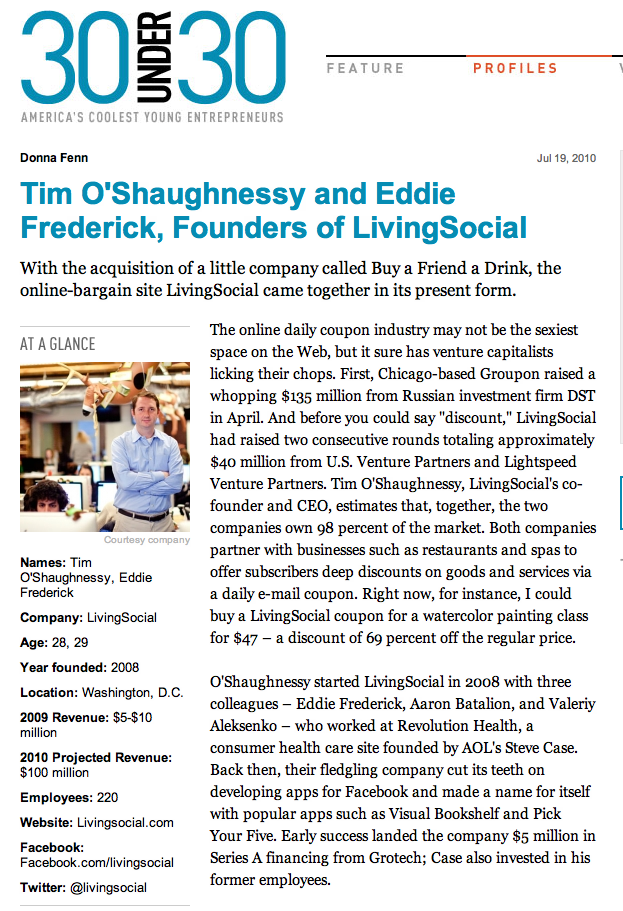 30 UNDER 30
AMERICA'S COOLEST YOUNG ENTREPRENEURS
FEATURE
PROFILES
Donna Fenn
Jul 19, 2010
Tim O'Shaughnessy and Eddie
Frederick, Founders of LivingSocial
With the acquisition of a little company called Buy a Friend a Drink, the
online-bargain site LivingSocial came together in its present form.
AT A GLANCE
Courtesy company
Names: Tim
O'Shaughnessy, Eddie
Frederick
Company: LivingSocial
Age: 28, 29
Year founded: 2008
Location: Washington, D.C.
2009 Revenue: $5-$10
million
2010 Projected Revenue:
$100 million
Employees: 220
Website: Livingsocial.com
Facebook:
Facebook.com/livingsocial
Twitter: @livingsocial
The online daily coupon industry may not be the sexiest
space on the Web, but it sure has venture capitalists
licking their chops. First, Chicago-based Groupon raised a
whopping $135 million from Russian investment firm DST
in April. And before you could say "discount," LivingSocial
had raised two consecutive rounds totaling approximately
$40 million from U.S. Venture Partners and Lightspeed
Venture Partners. Tim O'Shaughnessy, LivingSocial's co-
founder and CEO, estimates that, together, the two
companies own 98 percent of the market. Both companies
partner with businesses such as restaurants and spas to
offer subscribers deep discounts on goods and services via
a daily e-mail coupon. Right now, for instance, I could
buy a LivingSocial coupon for a watercolor painting class
for $47 – a discount of 69 percent off the regular price.
O'Shaughnessy started LivingSocial in 2008 with three
colleagues – Eddie Frederick, Aaron Batalion, and Valeriy
Aleksenko – who worked at Revolution Health, a
consumer health care site founded by AOL's Steve Case.
Back then, their fledgling company cut its teeth on
developing apps for Facebook and made a name for itself
with popular apps such as Visual Bookshelf and Pick
Your Five. Early success landed the company $5 million in
Series A financing from Grotech; Case also invested in his
former employees.